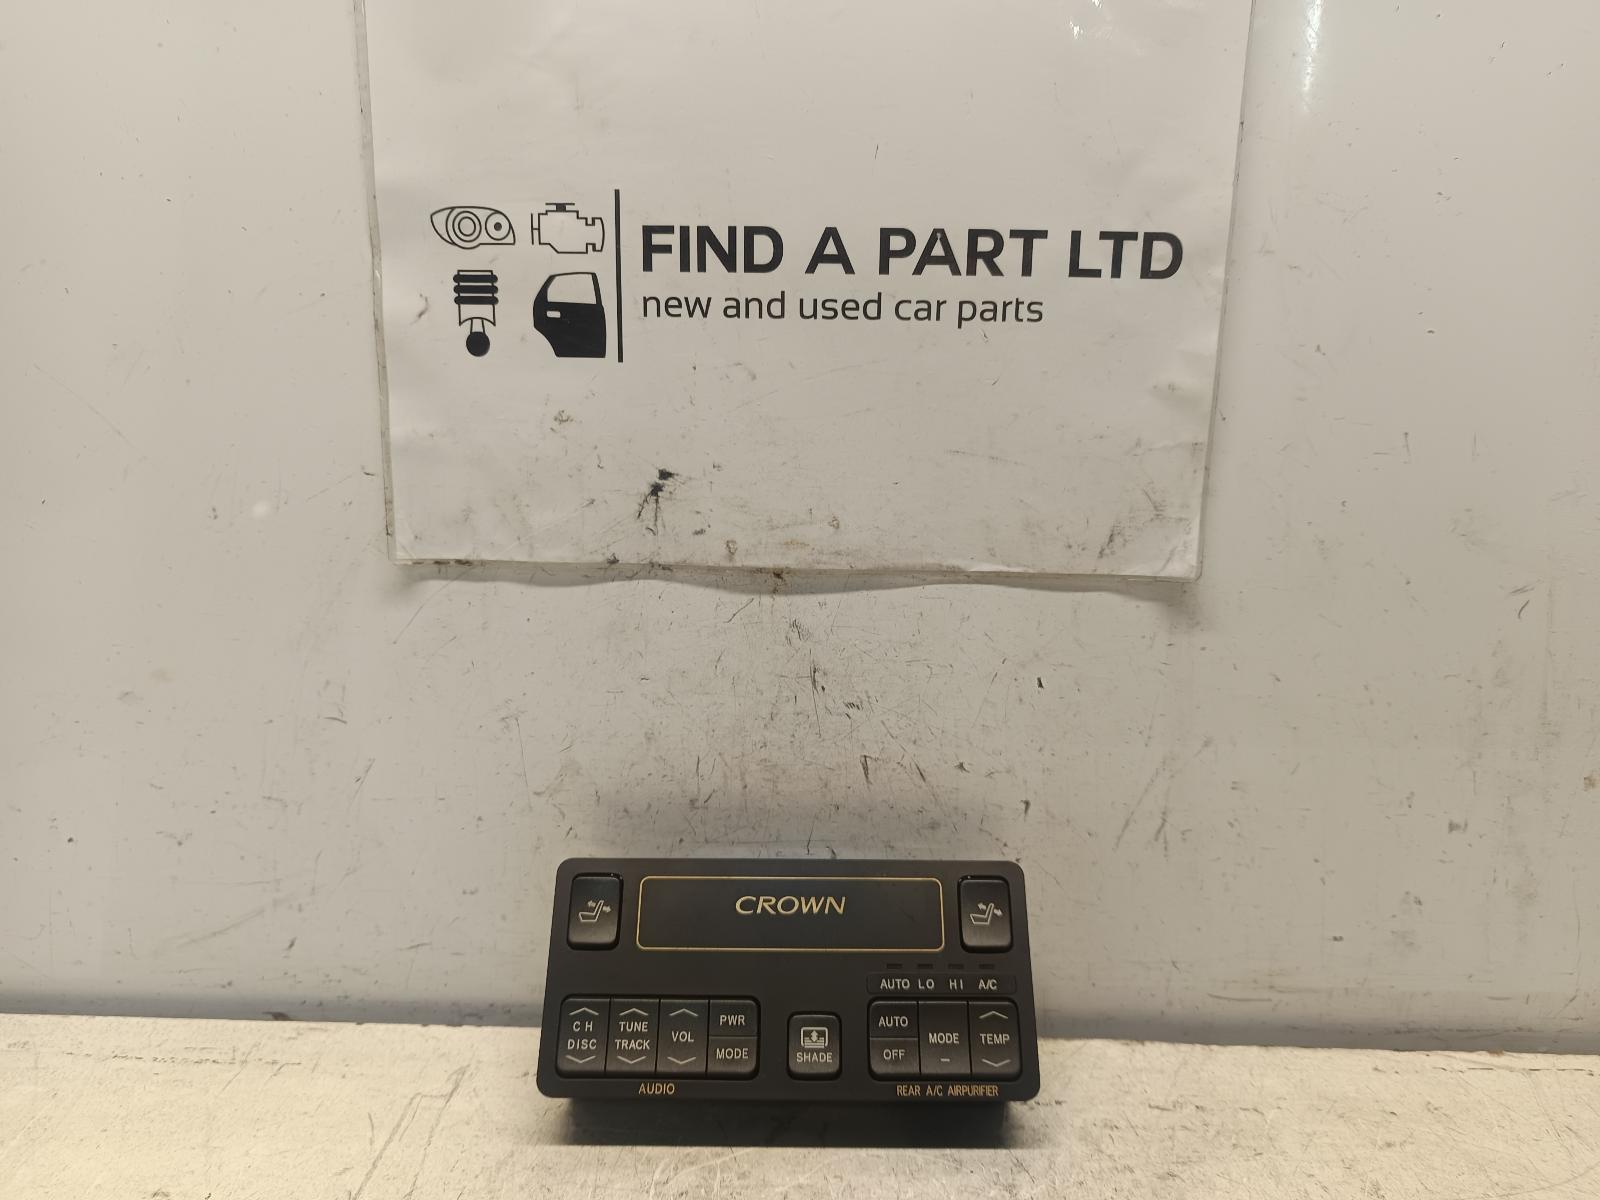 FIND A PART LTD
new and used car parts
CROWN
AUTO LO HI A/C
CH DISC
TUNE TRACK
VOL
PWR
MODE
SHADE
AUTO
OFF
MODE
TEMP
AUDIO
REAR A/C AIRPURIFIER